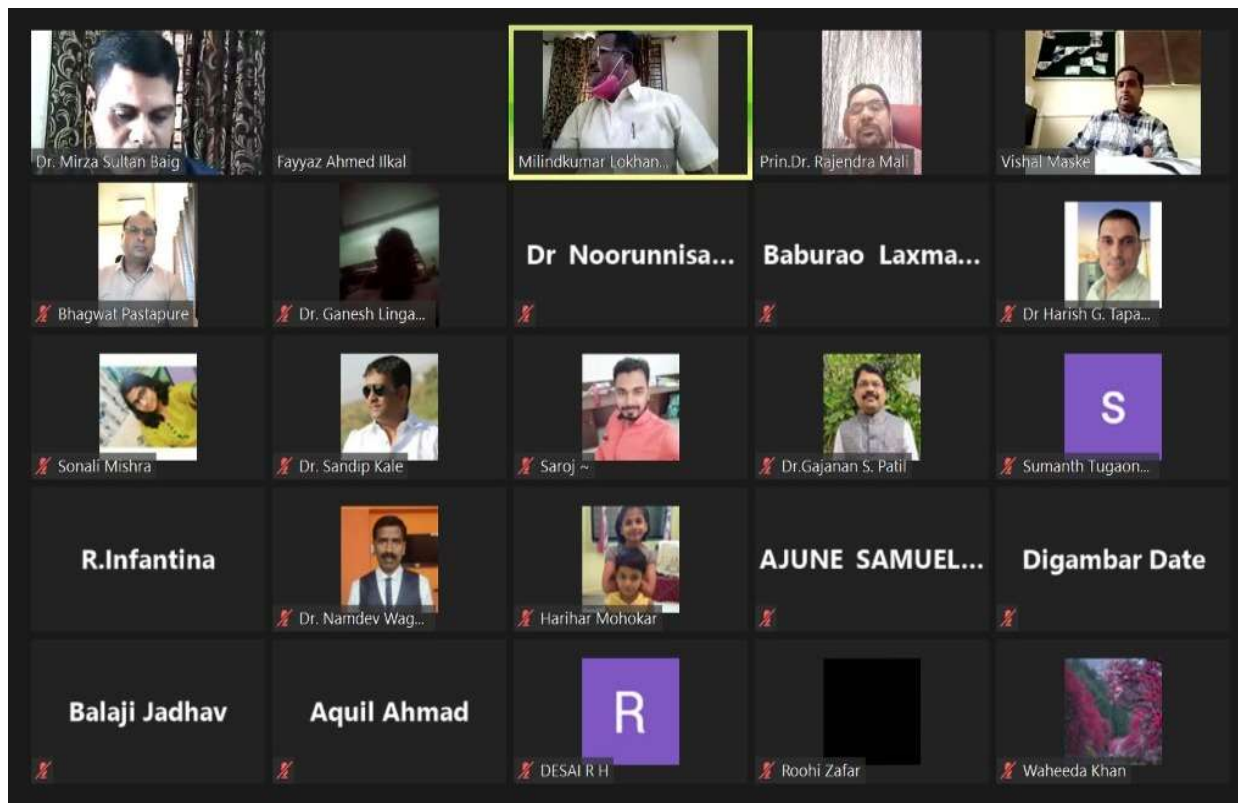 Dr. Mirza Sultan Baig
Fayyaz Ahmed Ilkal
Milindkumar Lokhan...
Prin.Dr. Rajendra Mali
Vishal Maske
Bhagwat Pastapure
Dr. Ganesh Linga...
Dr Noorunnisa...
Baburao Laxma...
Dr Harish G. Tapa...
Sonali Mishra
Dr. Sandip Kale
Saroj ~
Dr.Gajanan S. Patil
S
Sumanth Tugaon...
R.Infantina
Dr. Namdev Wag...
Harihar Mohokar
AJUNE SAMUEL...
Digambar Date
Balaji Jadhav
Aquil Ahmad
R
DESAI R H
Roohi Zafar
Waheeda Khan